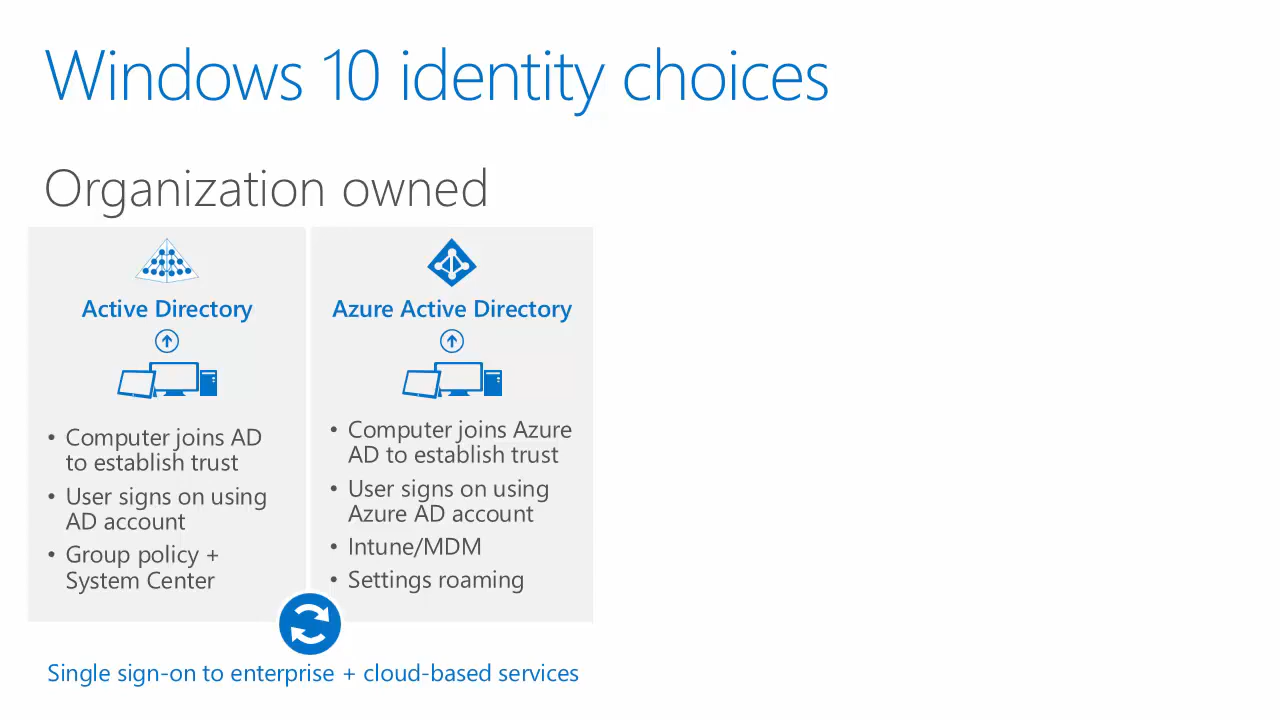 Windows 10 identity choices
Organization owned
Active Directory
• Computer joins AD
to establish trust
• User signs on using
AD account
• Group policy +
System Center
Azure Active Directory
• Computer joins Azure
AD to establish trust
• User signs on using
Azure AD account
• Intune/MDM
• Settings roaming
Single sign-on to enterprise + cloud-based services